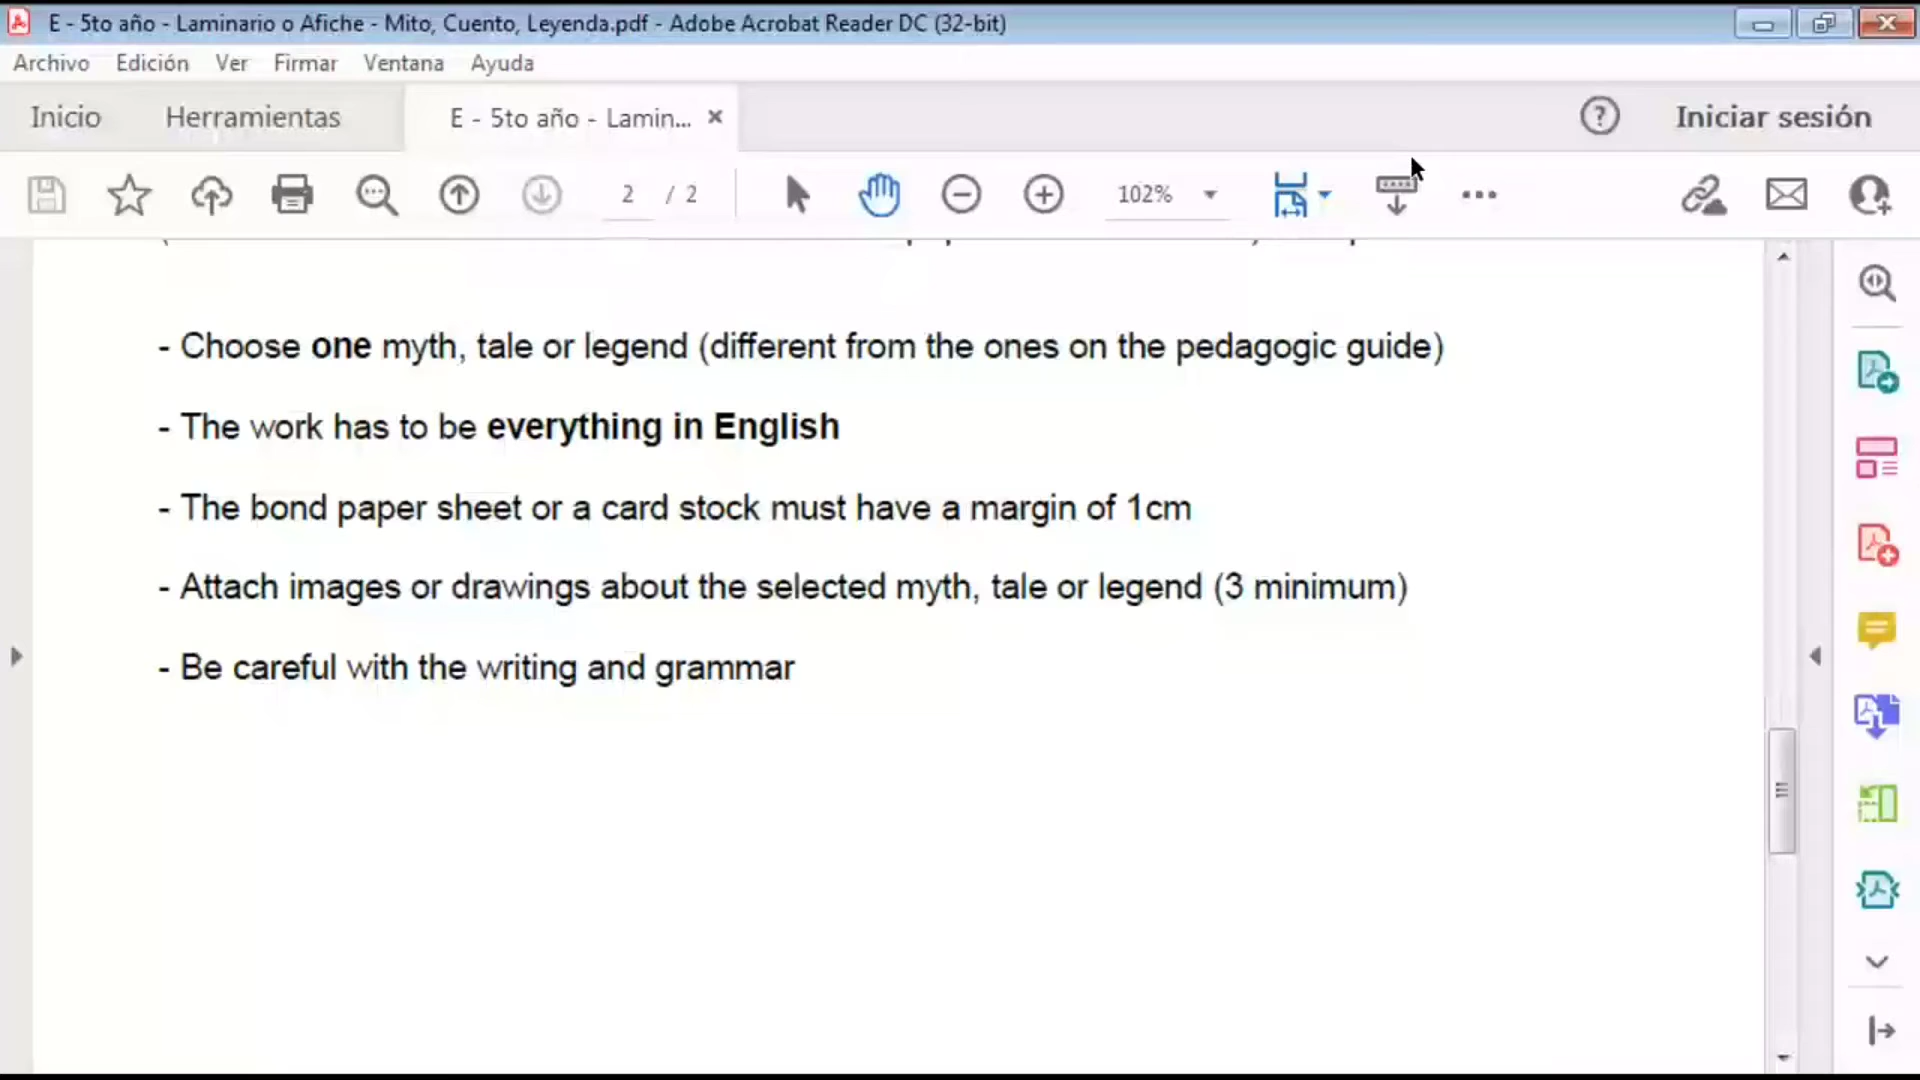 E - 5to año - Laminario o Afiche - Mito, Cuento, Leyenda.pdf - Adobe Acrobat Reader DC (32-bit)
Archivo Edición Ver Firmar Ventana Ayuda
Inicio Herramientas E - 5to año - Lamin... Iniciar sesión
2 / 2 102%
- Choose one myth, tale or legend (different from the ones on the pedagogic guide)
- The work has to be everything in English
- The bond paper sheet or a card stock must have a margin of 1cm
- Attach images or drawings about the selected myth, tale or legend (3 minimum)
- Be careful with the writing and grammar